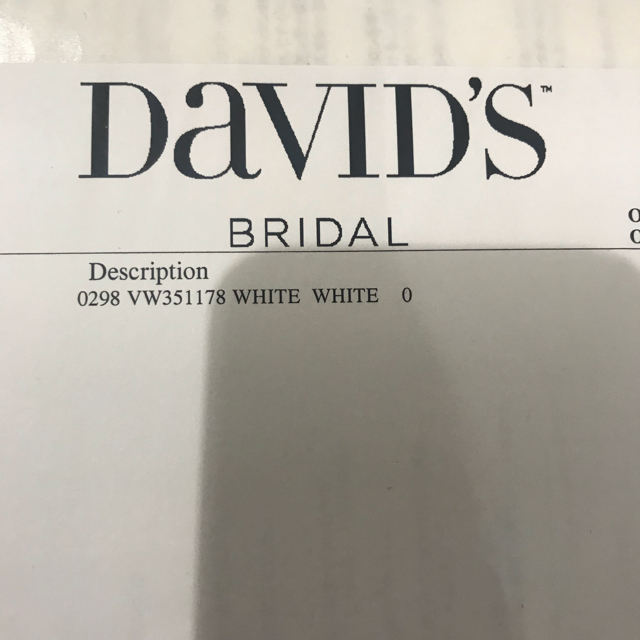 DaVID'S™
BRIDAL
Description
0298 VW351178 WHITE WHITE 0